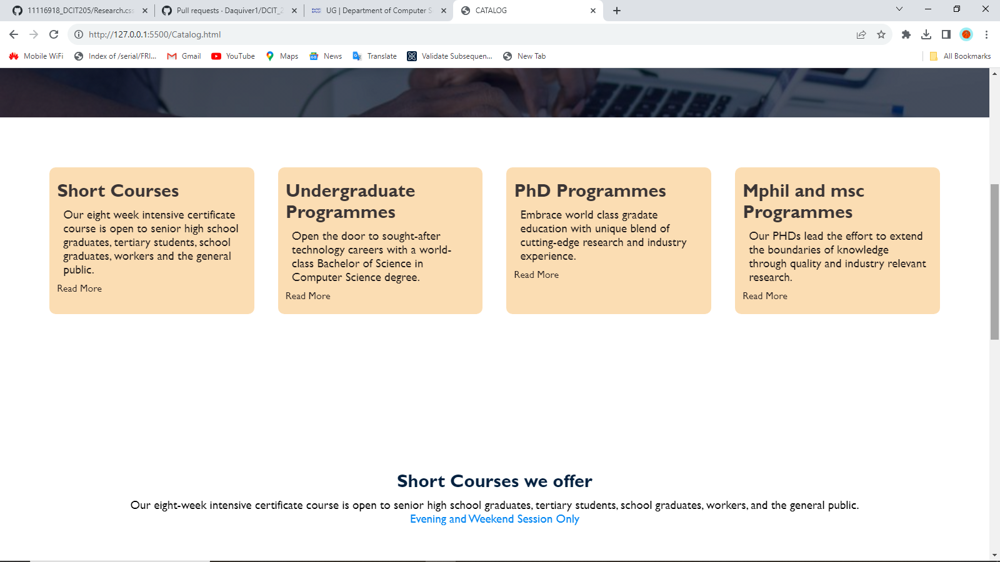 11116918_DCIT205/Research.css
Pull requests · Daquiver1/DCIT_2
UG | Department of Computer S
CATALOG
http://127.0.0.1:5500/Catalog.html
Mobile WiFi
Index of /serial/FRI...
Gmail
YouTube
Maps
News
Translate
Validate Subsequen...
New Tab
All Bookmarks
Short Courses
Our eight week intensive certificate
course is open to senior high school
graduates, tertiary students, school
graduates, workers and the general
public.
Read More
Undergraduate
Programmes
Open the door to sought-after
technology careers with a world-
class Bachelor of Science in
Computer Science degree.
Read More
PhD Programmes
Embrace world class gradate
education with unique blend of
cutting-edge research and industry
experience.
Read More
Mphil and msc
Programmes
Our PHDs lead the effort to extend
the boundaries of knowledge
through quality and industry relevant
research.
Read More
Short Courses we offer
Our eight-week intensive certificate course is open to senior high school graduates, tertiary students, school graduates, workers, and the general public.
Evening and Weekend Session Only